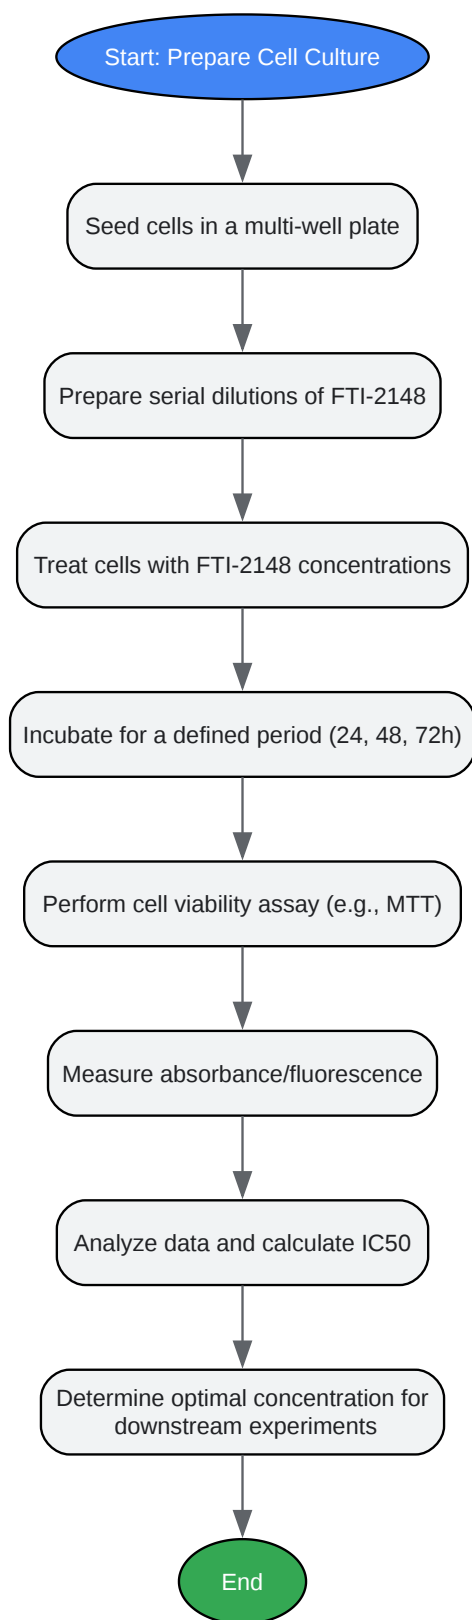 Start: Prepare Cell Culture
Seed cells in a multi-well plate
Prepare serial dilutions of FTI-2148
Treat cells with FTI-2148 concentrations
Incubate for a defined period (24, 48, 72h)
Perform cell viability assay (e.g., MTT)
Measure absorbance/fluorescence
Analyze data and calculate IC50
Determine optimal concentration for
downstream experiments
End